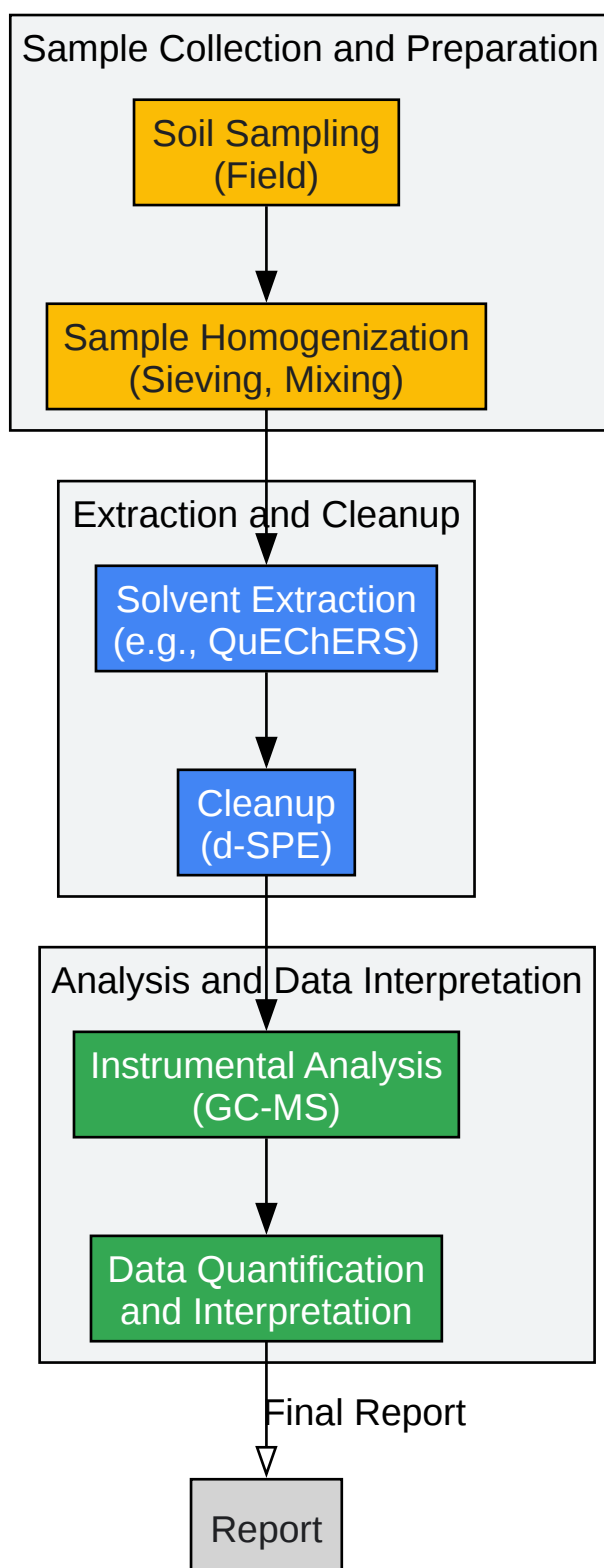 Sample Collection and Preparation
Soil Sampling
(Field)
Sample Homogenization
(Sieving, Mixing)
Extraction and Cleanup
Solvent Extraction
(e.g., QuEChERS)
Cleanup
(d-SPE)
Analysis and Data Interpretation
Instrumental Analysis
(GC-MS)
Data Quantification
and Interpretation
Final Report
Report